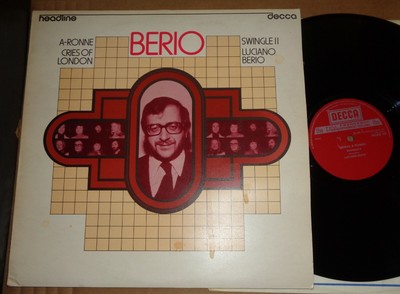 headline
decca
A-RONNE
CRIES OF
LONDON
BERIO
SWINGLE II
LUCIANO
BERIO
DECCA